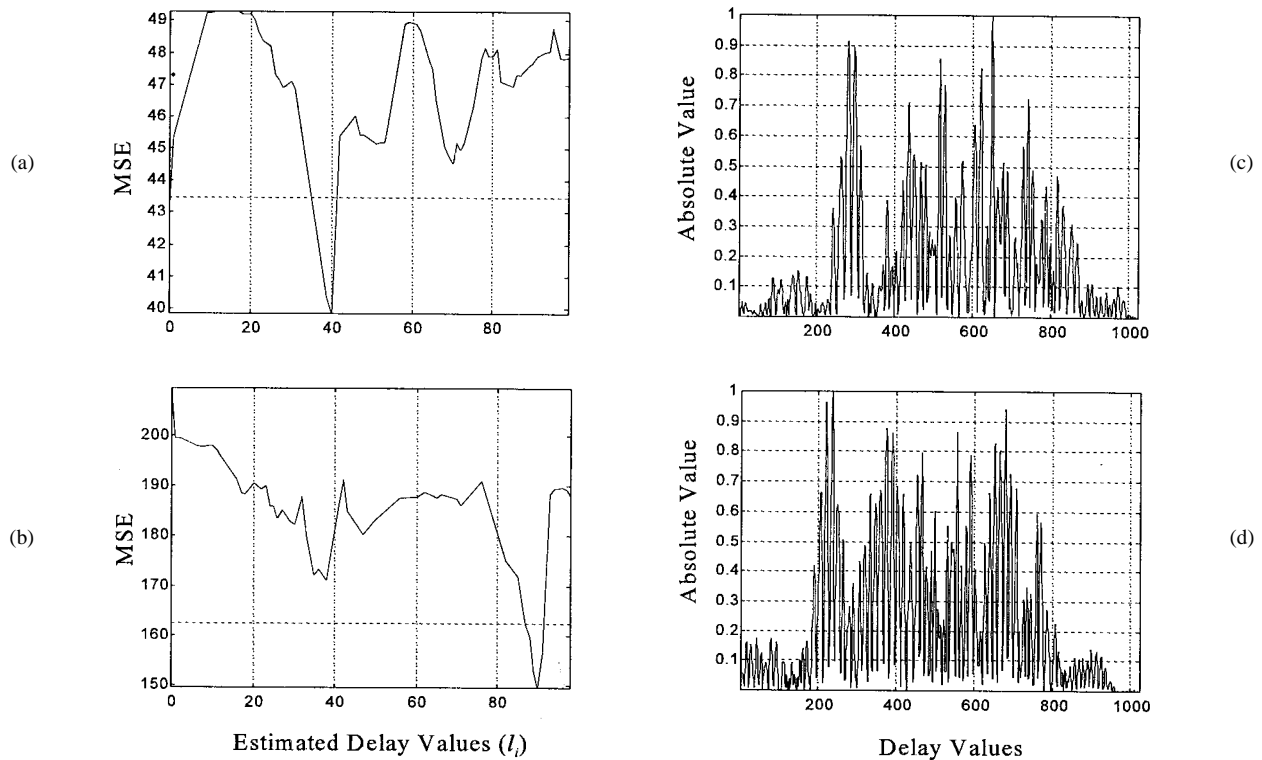 (a)
MSE
49
48
47
46
45
44
43
42
41
40
0 20 40 60 80
(b)
MSE
200
190
180
170
160
150
0 20 40 60 80
Estimated Delay Values (l_i)
(c)
Absolute Value
1
0.9
0.8
0.7
0.6
0.5
0.4
0.3
0.2
0.1
200 400 600 800 1000
(d)
Absolute Value
1
0.9
0.8
0.7
0.6
0.5
0.4
0.3
0.2
0.1
200 400 600 800 1000
Delay Values